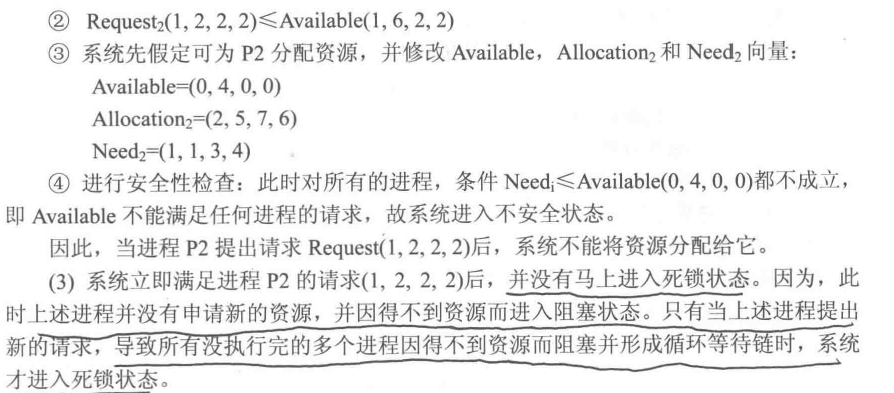 ② Request₂(1, 2, 2, 2)≤Available(1, 6, 2, 2)
③ 系统先假定可为 P2 分配资源，并修改 Available，Allocation₂ 和 Need₂ 向量：
Available=(0, 4, 0, 0)
Allocation₂=(2, 5, 7, 6)
Need₂=(1, 1, 3, 4)
④ 进行安全性检查：此时对所有的进程，条件 Needᵢ≤Available(0, 4, 0, 0)都不成立，
即 Available 不能满足任何进程的请求，故系统进入不安全状态。
因此，当进程 P2 提出请求 Request(1, 2, 2, 2)后，系统不能将资源分配给它。
(3) 系统立即满足进程 P2 的请求(1, 2, 2, 2)后，并没有马上进入死锁状态。因为，此
时上述进程并没有申请新的资源，并因得不到资源而进入阻塞状态。只有当上述进程提出
新的请求，导致所有没执行完的多个进程因得不到资源而阻塞并形成循环等待链时，系统
才进入死锁状态。